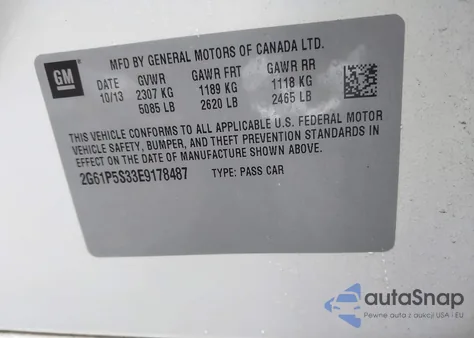 GM
MFD BY GENERAL MOTORS OF CANADA LTD.
DATE GVWR GAWR FRT GAWR RR
10/13 2307 KG 1189 KG 1118 KG
5085 LB 2620 LB 2465 LB
THIS VEHICLE CONFORMS TO ALL APPLICABLE U.S. FEDERAL MOTOR
VEHICLE SAFETY, BUMPER, AND THEFT PREVENTION STANDARDS IN
EFFECT ON THE DATE OF MANUFACTURE SHOWN ABOVE.
2G61P5S33E9178487 TYPE: PASS CAR
autoSnap
Pewne auta z aukcji USA i EU